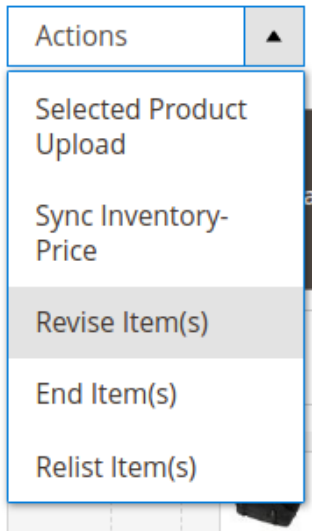 Actions
Selected Product
Upload
Sync Inventory-
Price
Revise Item(s)
End Item(s)
Relist Item(s)